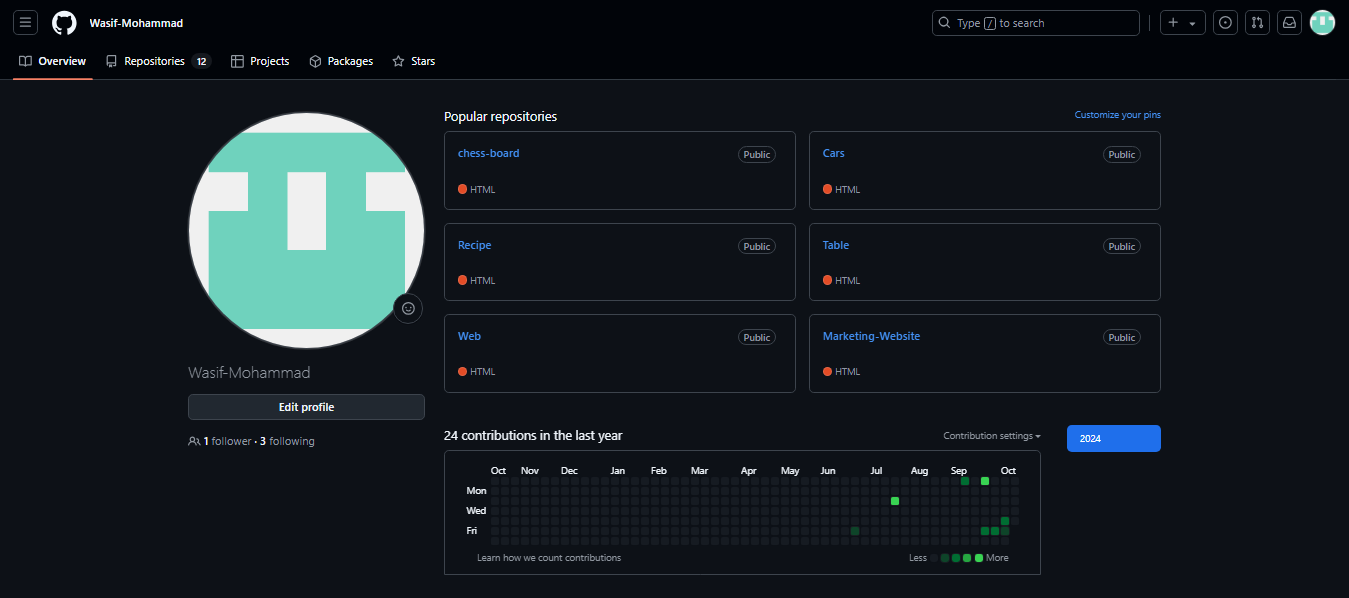 Wasif-Mohammad
Type / to search
Overview Repositories 12 Projects Packages Stars
Popular repositories
Customize your pins
chess-board Public
HTML
Cars Public
HTML
Recipe Public
HTML
Table Public
HTML
Web Public
HTML
Marketing-Website Public
HTML
Wasif-Mohammad
Edit profile
1 follower · 3 following
24 contributions in the last year
Contribution settings
2024
Oct Nov Dec Jan Feb Mar Apr May Jun Jul Aug Sep Oct
Mon
Wed
Fri
Learn how we count contributions
Less More